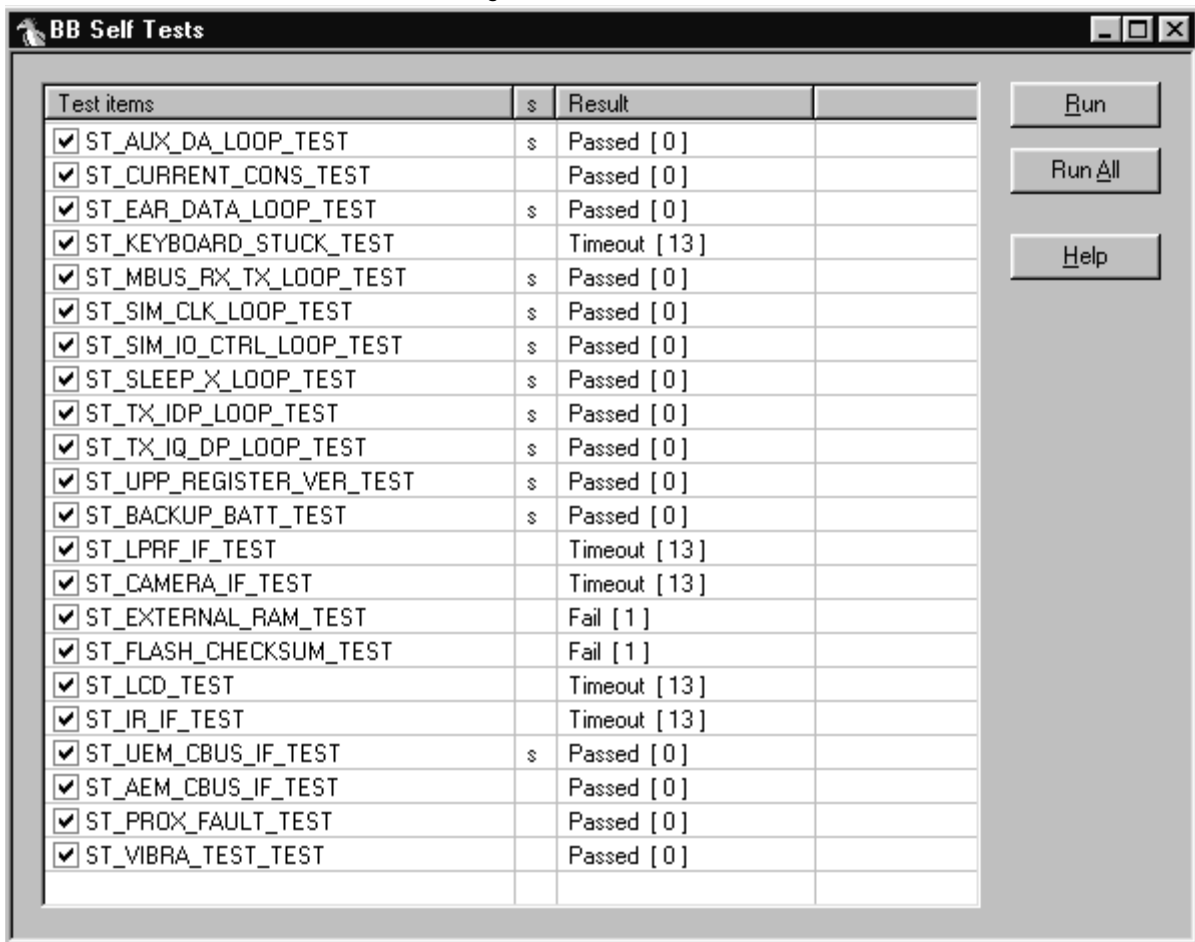 BB Self Tests
Test items s Result
ST_AUX_DA_LOOP_TEST s Passed [ 0 ]
ST_CURRENT_CONS_TEST Passed [ 0 ]
ST_EAR_DATA_LOOP_TEST s Passed [ 0 ]
ST_KEYBOARD_STUCK_TEST Timeout [ 13 ]
ST_MBUS_RX_TX_LOOP_TEST s Passed [ 0 ]
ST_SIM_CLK_LOOP_TEST s Passed [ 0 ]
ST_SIM_IO_CTRL_LOOP_TEST s Passed [ 0 ]
ST_SLEEP_X_LOOP_TEST s Passed [ 0 ]
ST_TX_IDP_LOOP_TEST s Passed [ 0 ]
ST_TX_IQ_DP_LOOP_TEST s Passed [ 0 ]
ST_UPP_REGISTER_VER_TEST s Passed [ 0 ]
ST_BACKUP_BATT_TEST s Passed [ 0 ]
ST_LPRF_IF_TEST Timeout [ 13 ]
ST_CAMERA_IF_TEST Timeout [ 13 ]
ST_EXTERNAL_RAM_TEST Fail [ 1 ]
ST_FLASH_CHECKSUM_TEST Fail [ 1 ]
ST_LCD_TEST Timeout [ 13 ]
ST_IR_IF_TEST Timeout [ 13 ]
ST_UEM_CBUS_IF_TEST s Passed [ 0 ]
ST_AEM_CBUS_IF_TEST Passed [ 0 ]
ST_PROX_FAULT_TEST Passed [ 0 ]
ST_VIBRA_TEST_TEST Passed [ 0 ]
Run
Run All
Help